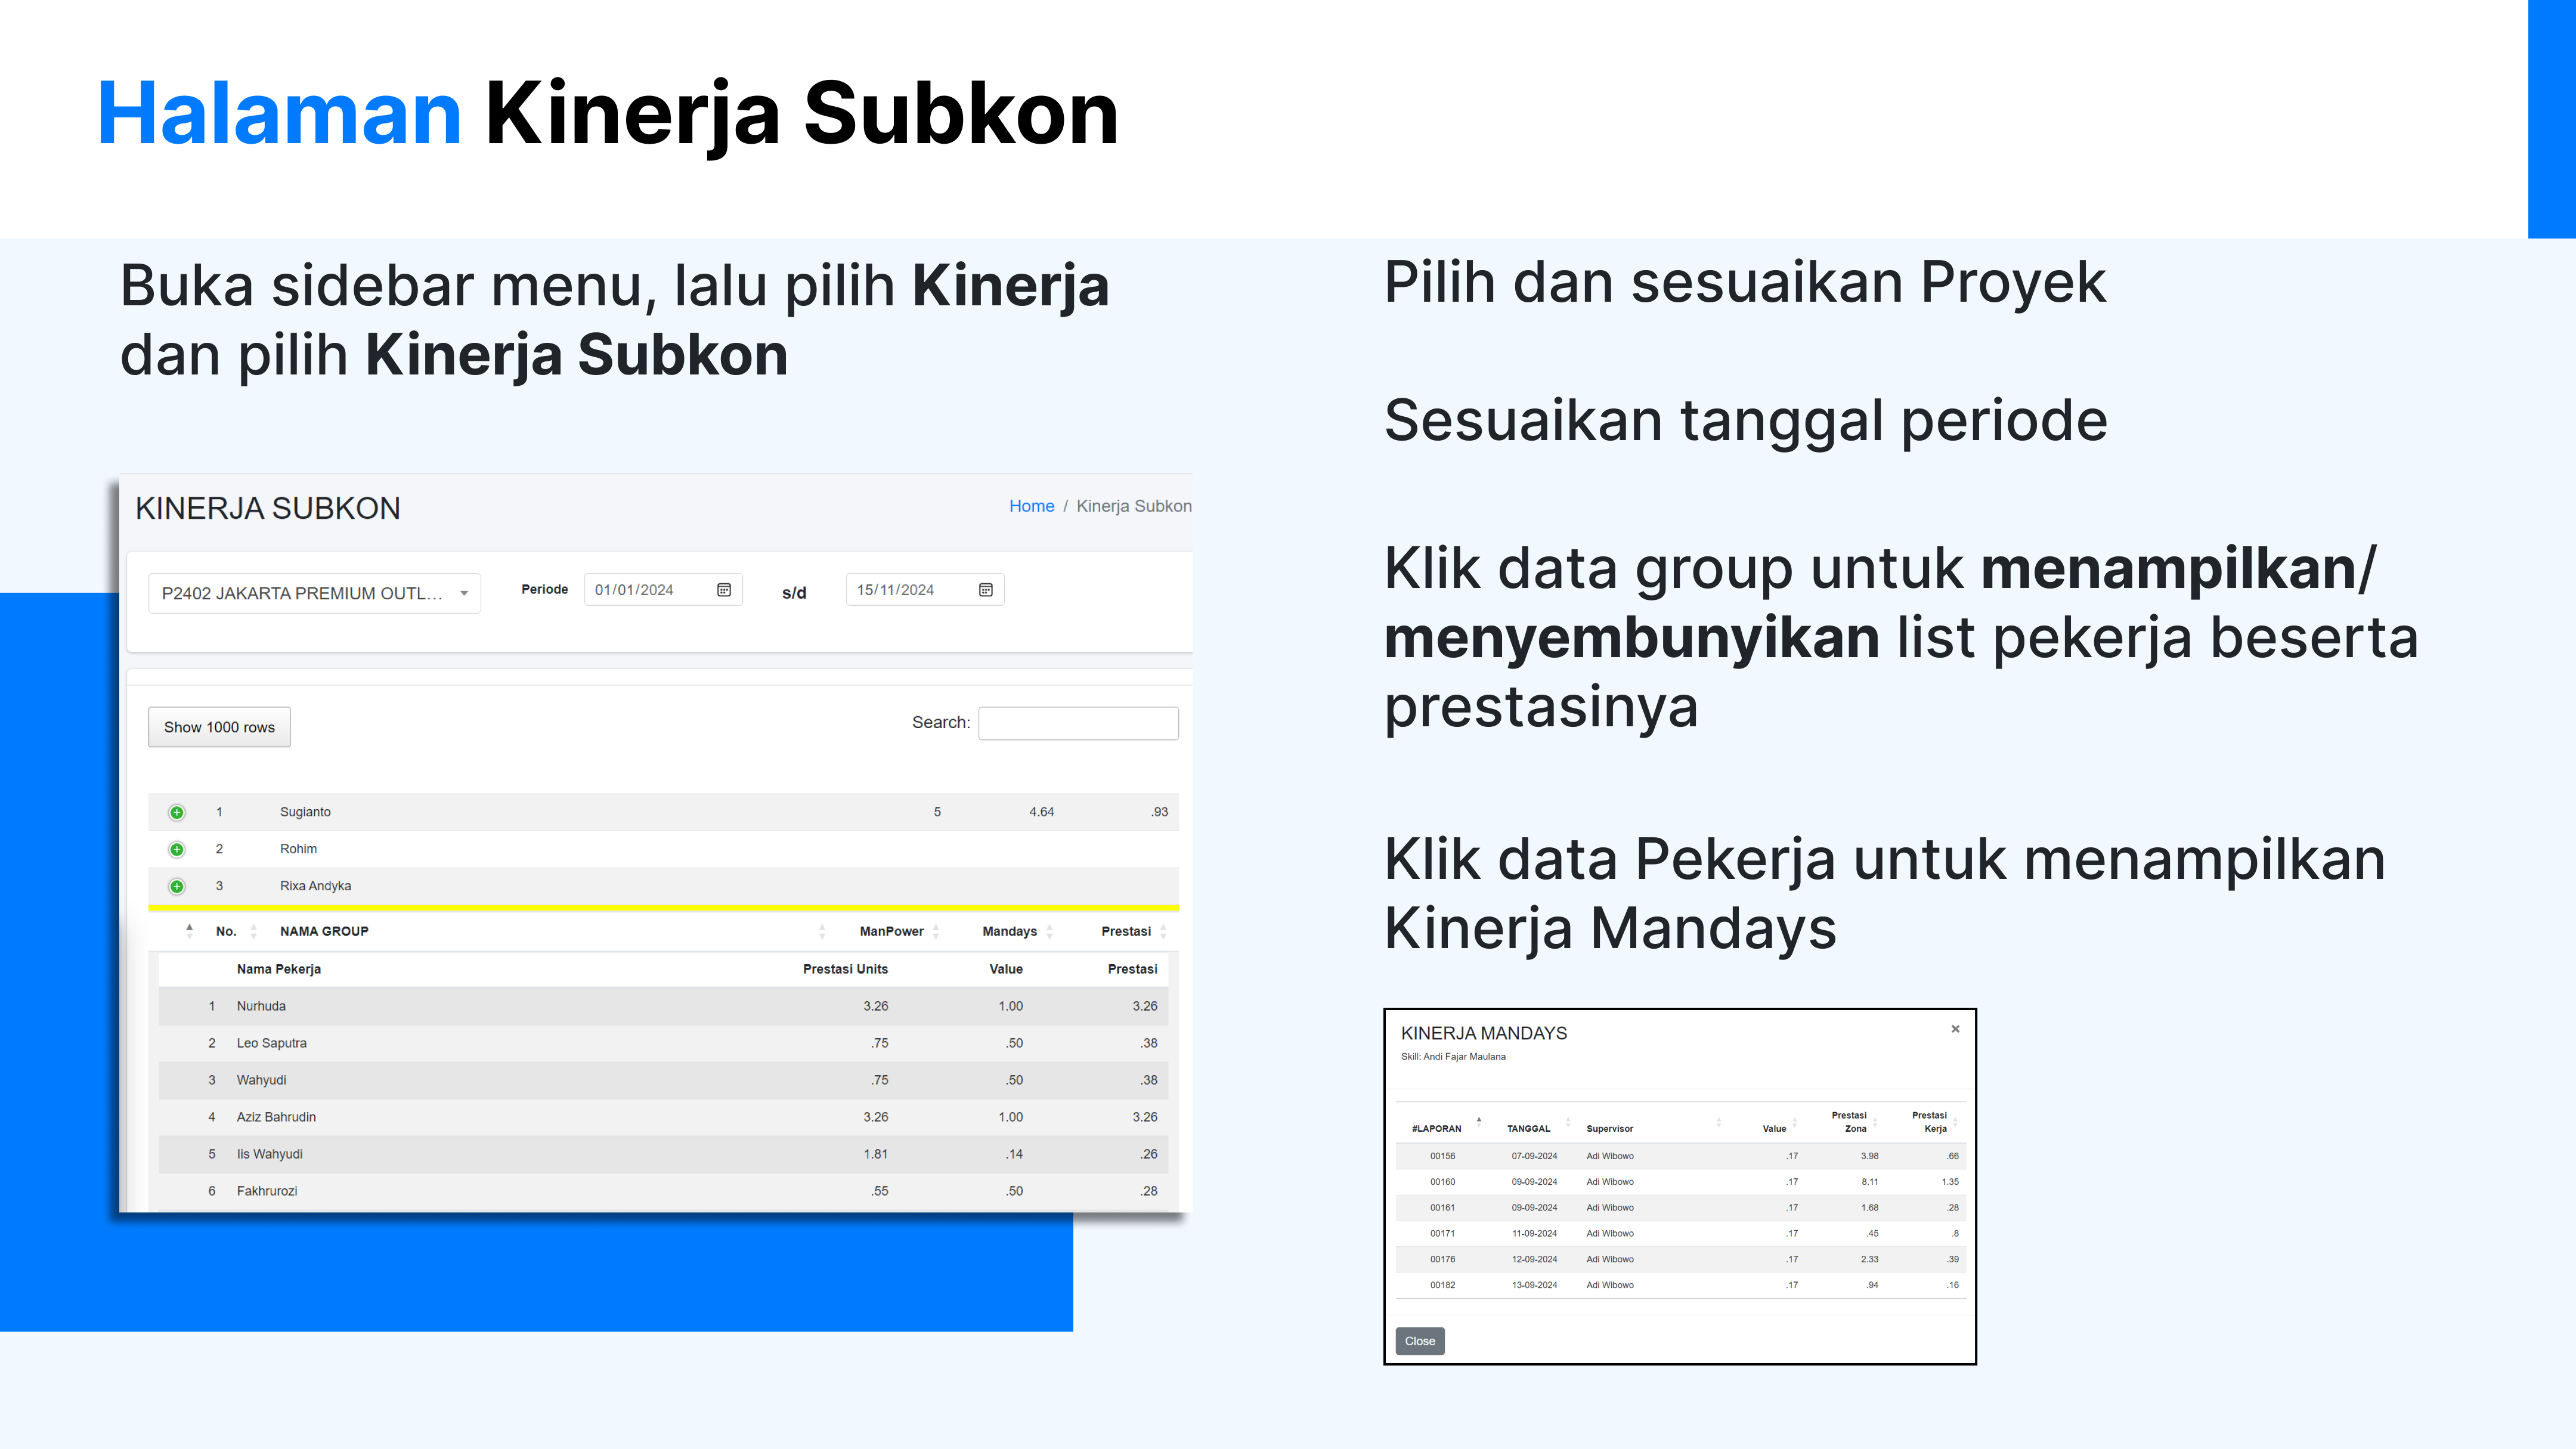 Halaman Kinerja Subkon
Buka sidebar menu, lalu pilih Kinerja
dan pilih Kinerja Subkon
KINERJA SUBKON
Home / Kinerja Subkon
P2402 JAKARTA PREMIUM OUTL...
Periode 01/01/2024 s/d 15/11/2024
Show 1000 rows
Search:
1 Sugianto 5 4.64 .93
2 Rohim
3 Rixa Andyka
No. NAMA GROUP ManPower Mandays Prestasi
Nama Pekerja Prestasi Units Value Prestasi
1 Nurhuda 3.26 1.00 3.26
2 Leo Saputra .75 .50 .38
3 Wahyudi .75 .50 .38
4 Aziz Bahrudin 3.26 1.00 3.26
5 Iis Wahyudi 1.81 .14 .26
6 Fakhrurozi .55 .50 .28
Pilih dan sesuaikan Proyek
Sesuaikan tanggal periode
Klik data group untuk menampilkan/
menyembunyikan list pekerja beserta
prestasinya
Klik data Pekerja untuk menampilkan
Kinerja Mandays
KINERJA MANDAYS
×
Skill: Andi Fajar Maulana
#LAPORAN TANGGAL Supervisor Value Prestasi Zona Prestasi Kerja
00156 07-09-2024 Adi Wibowo .17 3.98 .66
00160 09-09-2024 Adi Wibowo .17 8.11 1.35
00161 09-09-2024 Adi Wibowo .17 1.68 .28
00171 11-09-2024 Adi Wibowo .17 .45 .8
00176 12-09-2024 Adi Wibowo .17 2.33 .39
00182 13-09-2024 Adi Wibowo .17 .94 .16
Close